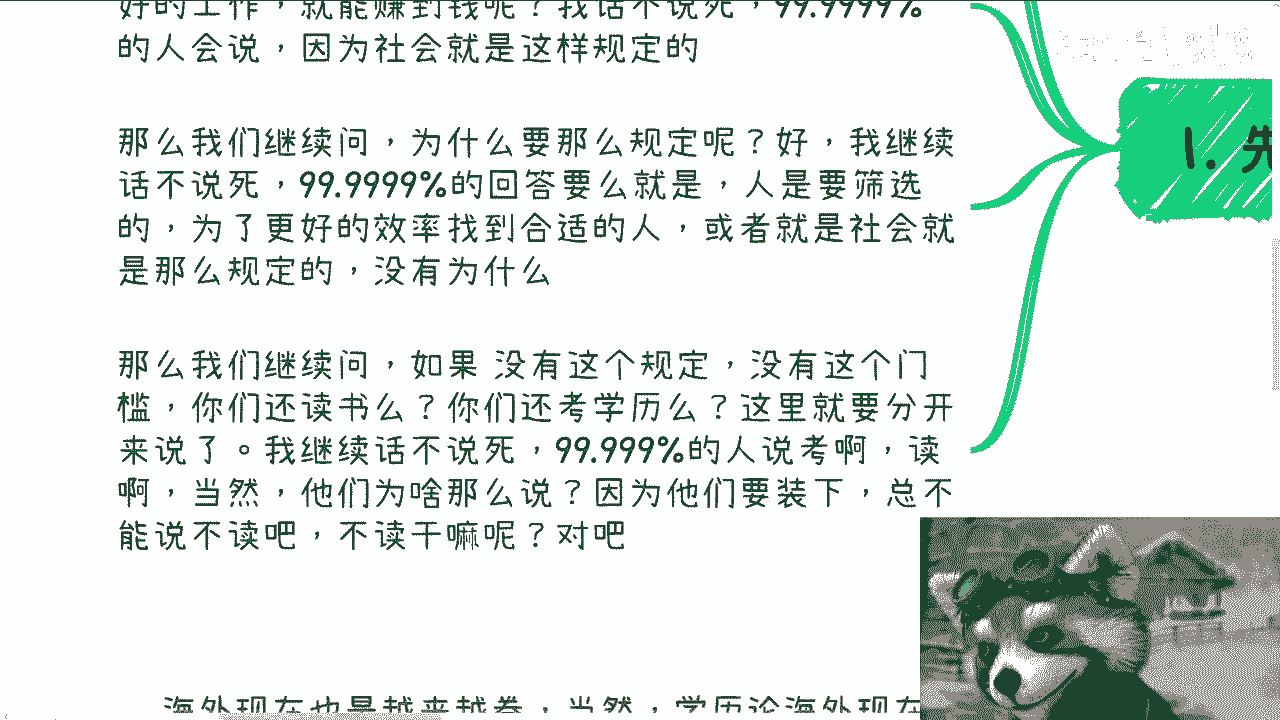 好的工作，就能赚到钱呢？我话不说死，99.9999%
的人会说，因为社会就是这样规定的
那么我们继续问，为什么要那么规定呢？好，我继续
话不说死，99.9999%的回答要么就是，人是要筛选
的，为了更好的效率找到合适的人，或者就是社会就
是那么规定的，没有为什么
那么我们继续问，如果 没有这个规定，没有这个门
槛，你们还读书么？你们还考学历么？这里就要分开
来说了。我继续话不说死，99.999%的人说考啊，读
啊，当然，他们为啥那么说？因为他们要装下，总不
能说不读吧，不读干嘛呢？对吧
海外现在也是越来越卷，当然，学历论海外现在
1. 先